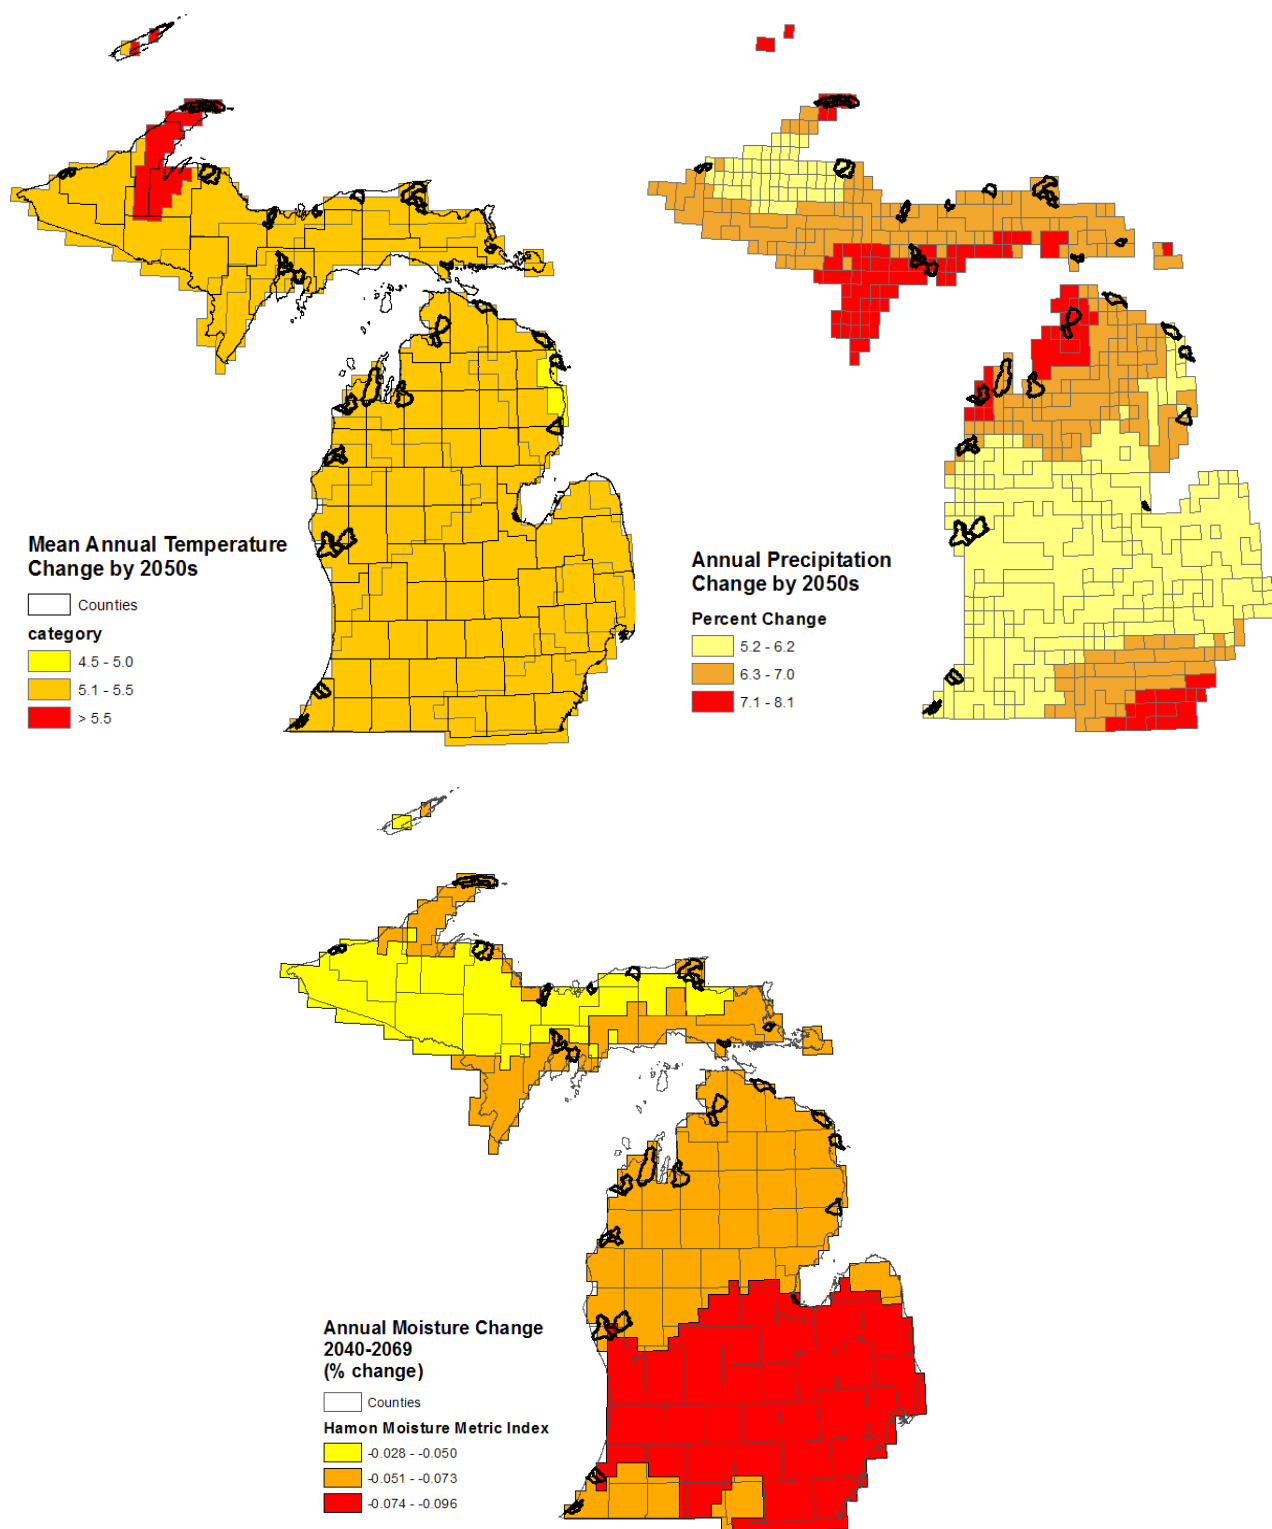 Mean Annual Temperature
Change by 2050s
Counties
category
4.5 - 5.0
5.1 - 5.5
> 5.5
Annual Precipitation
Change by 2050s
Percent Change
5.2 - 6.2
6.3 - 7.0
7.1 - 8.1
Annual Moisture Change
2040-2069
(% change)
Counties
Hamon Moisture Metric Index
-0.028 - -0.050
-0.051 - -0.073
-0.074 - -0.096